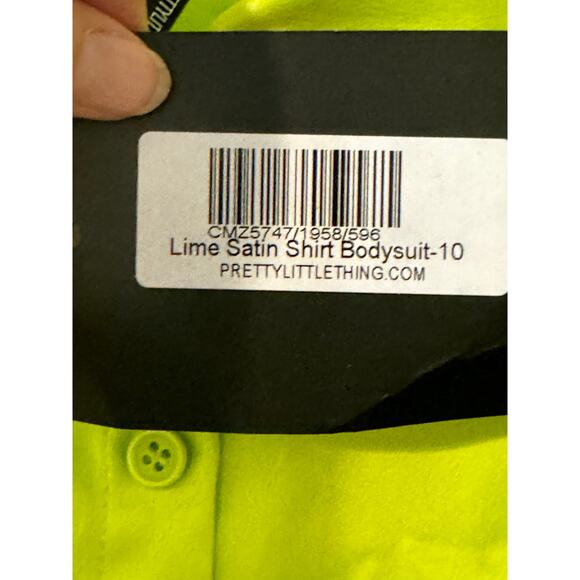 CMZ5747/1958/596
Lime Satin Shirt Bodysuit-10
PRETTYLITTLETHING.COM